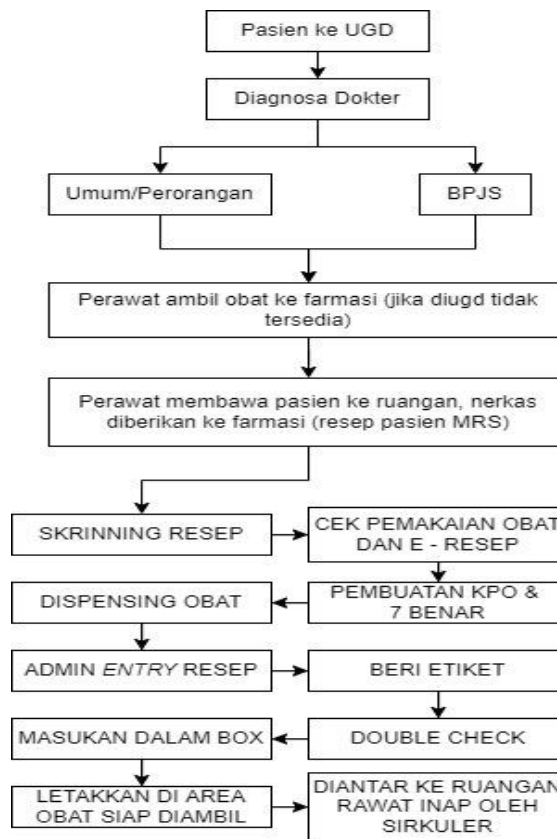 Pasien ke UGD
Diagnosa Dokter
Umum/Perorangan
BPJS
Perawat ambil obat ke farmasi (jika diugd tidak
tersedia)
Perawat membawa pasien ke ruangan, nerkas
diberikan ke farmasi (resep pasien MRS)
SKRINNING RESEP
CEK PEMAKAIAN OBAT
DAN E - RESEP
PEMBUATAN KPO &
7 BENAR
DISPENSING OBAT
ADMIN ENTRY RESEP
BERI ETIKET
DOUBLE CHECK
MASUKAN DALAM BOX
LETAKKAN DI AREA
OBAT SIAP DIAMBIL
DIANTAR KE RUANGAN
RAWAT INAP OLEH
SIRKULER